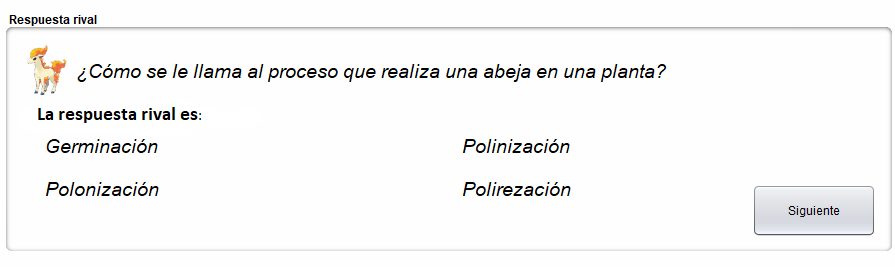 Respuesta rival
¿Cómo se le llama al proceso que realiza una abeja en una planta?
La respuesta rival es:
Germinación Polinización
Polonización Polirezación
Siguiente